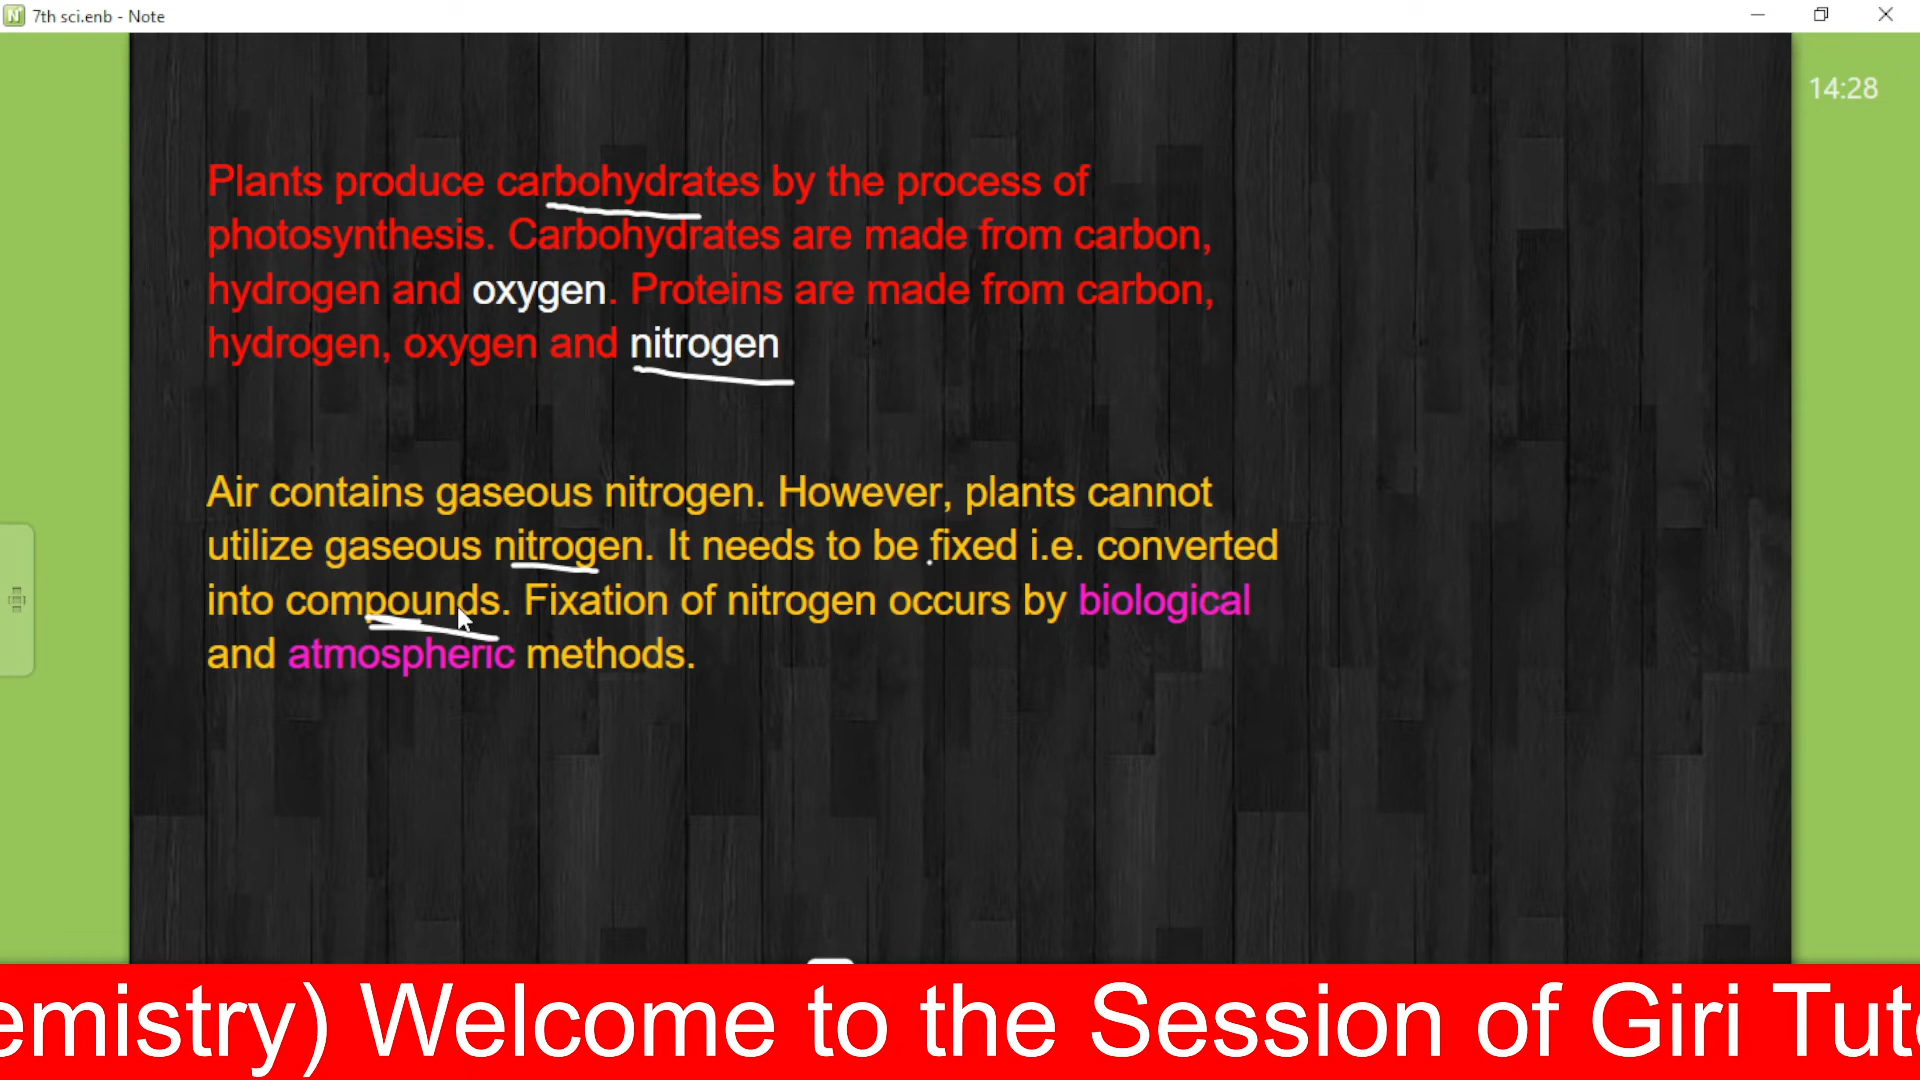 7th sci.enb - Note
14:28
Plants produce carbohydrates by the process of
photosynthesis. Carbohydrates are made from carbon,
hydrogen and oxygen. Proteins are made from carbon,
hydrogen, oxygen and nitrogen
Air contains gaseous nitrogen. However, plants cannot
utilize gaseous nitrogen. It needs to be fixed i.e. converted
into compounds. Fixation of nitrogen occurs by biological
and atmospheric methods.
emistry) Welcome to the Session of Giri Tut